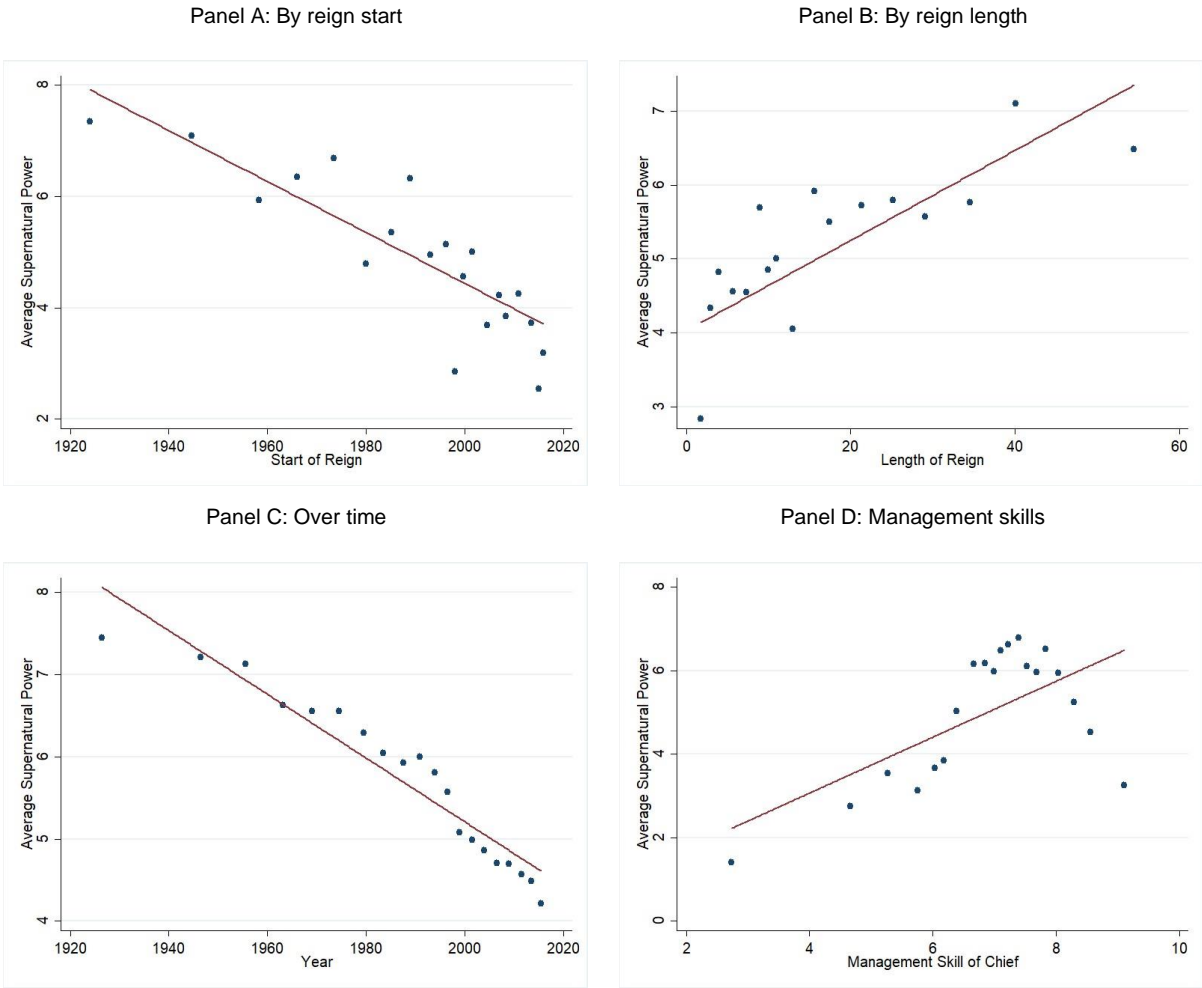 Panel A: By reign start
Panel B: By reign length
Average Supernatural Power
8
6
4
2
1920 1940 1960 1980 2000 2020
Start of Reign
Average Supernatural Power
7
6
5
4
3
0 20 40 60
Length of Reign
Panel C: Over time
Panel D: Management skills
Average Supernatural Power
8
7
6
5
4
1920 1940 1960 1980 2000 2020
Year
Average Supernatural Power
8
6
4
2
0
2 4 6 8 10
Management Skill of Chief